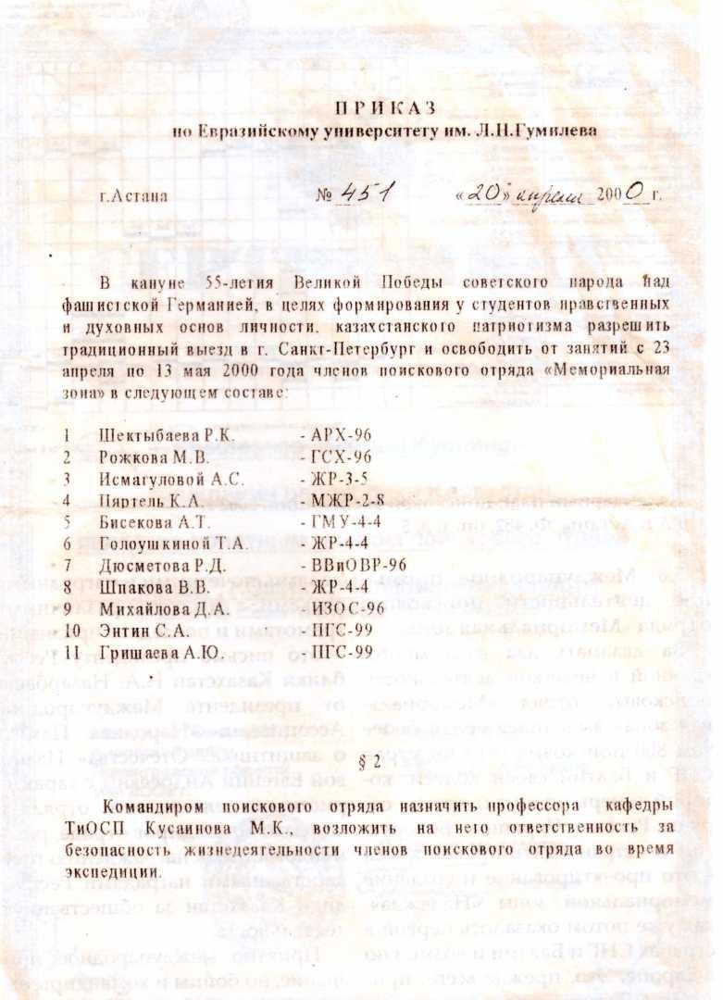 ПРИКАЗ
по Евразийскому университету им. Л.Н.Гумилева
г.Астана № 451 «20» апреля 2000 г.
В кануне 55-летия Великой Победы советского народа над
фашистской Германией, в целях формирования у студентов нравственных
и духовных основ личности, казахстанского патриотизма разрешить
традиционный выезд в г. Санкт-Петербург и освободить от занятий с 23
апреля по 13 мая 2000 года членов поискового отряда «Мемориальная
зона» в следующем составе:
1 Шектыбаева Р.К. - АРХ-96
2 Рожкова М.В. - ГСХ-96
3 Исмагуловой А.С. - ЖР-3-5
4 Пяртель К.А. - МЖР-2-8
5 Бисекова А.Т. - ГМУ-4-4
6 Голоушкиной Т.А. - ЖР-4-4
7 Дюсметова Р.Д. - ВВиОВР-96
8 Шпакова В.В. - ЖР-4-4
9 Михайлова Д.А. - ИЗОС-96
10 Энтин С.А. - ПГС-99
11 Гришаева А.Ю. - ПГС-99
§ 2
Командиром поискового отряда назначить профессора кафедры
ТиОСП Кусаинова М.К., возложить на него ответственность за
безопасность жизнедеятельности членов поискового отряда во время
экспедиции.